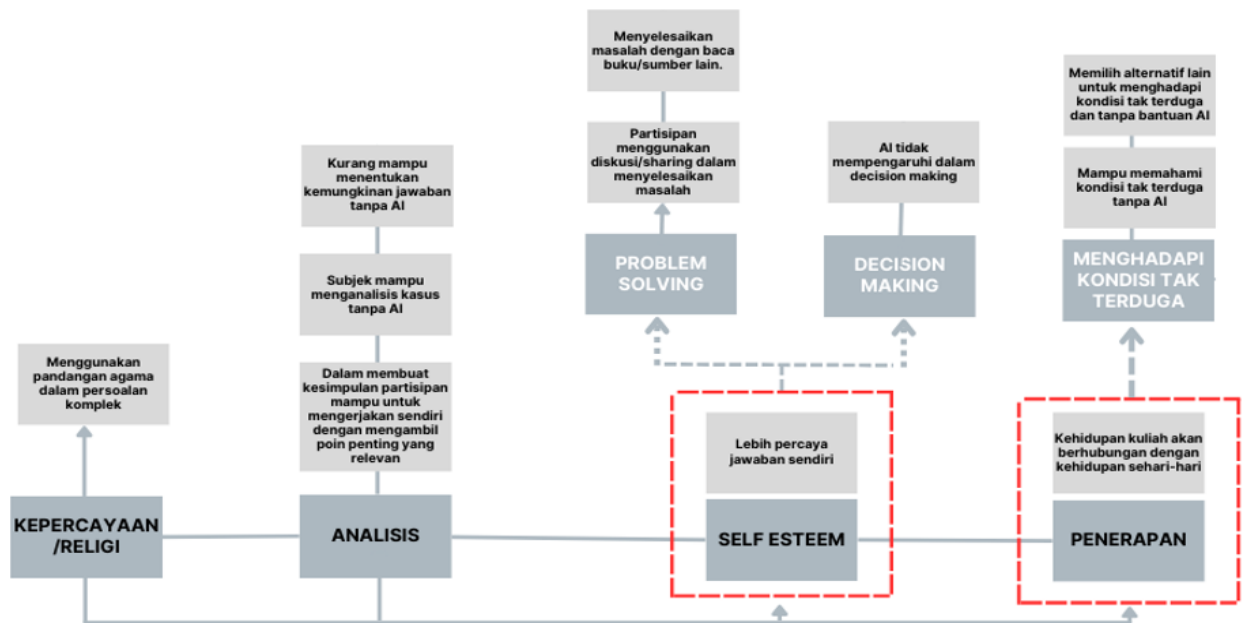 Menyelesaikan
masalah dengan baca
buku/sumber lain.
Memilih alternatif lain
untuk menghadapi
kondisi tak terduga
dan tanpa bantuan AI
Partisipan
menggunakan
diskusi/sharing dalam
menyelesaikan
masalah
AI tidak
mempengaruhi dalam
decision making
Kurang mampu
menentukan
kemungkinan jawaban
tanpa AI
Mampu memahami
kondisi tak terduga
tanpa AI
PROBLEM
SOLVING
DECISION
MAKING
MENGHADAPI
KONDISI TAK
TERDUGA
Subjek mampu
menganalisis kasus
tanpa AI
Menggunakan
pandangan agama
dalam persoalan
komplek
Dalam membuat
kesimpulan partisipan
mampu untuk
mengerjakan sendiri
dengan mengambil
poin penting yang
relevan
Lebih percaya
jawaban sendiri
Kehidupan kuliah akan
berhubungan dengan
kehidupan sehari-hari
KEPERCAYAAN
/RELIGI
ANALISIS
SELF ESTEEM
PENERAPAN